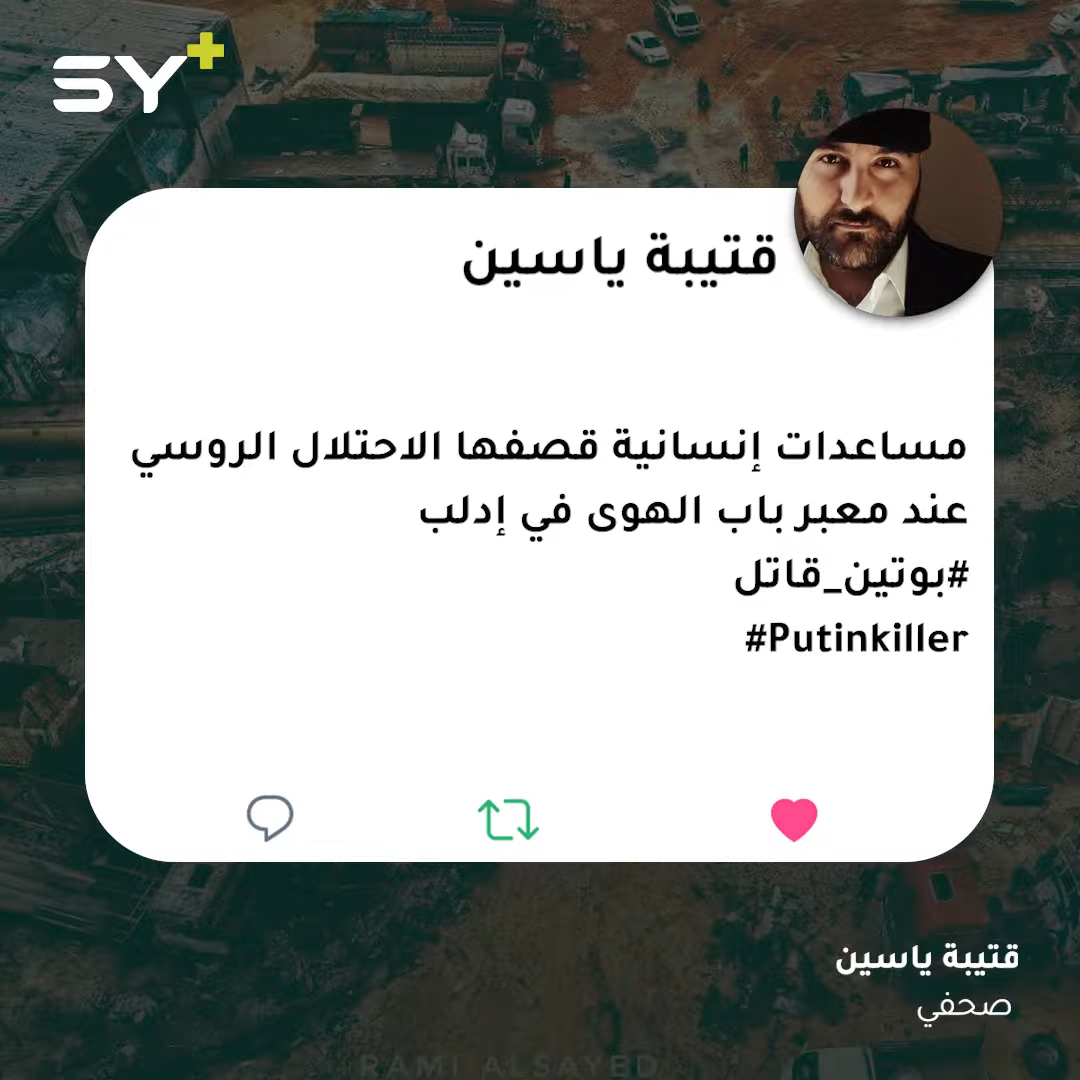 SY+
قتيبة ياسين
مساعدات إنسانية قصفها الاحتلال الروسي
عند معبر باب الهوى في إدلب
#بوتين_قاتل
#Putinkiller
قتيبة ياسين
صحفي
RAMI ALSAYED